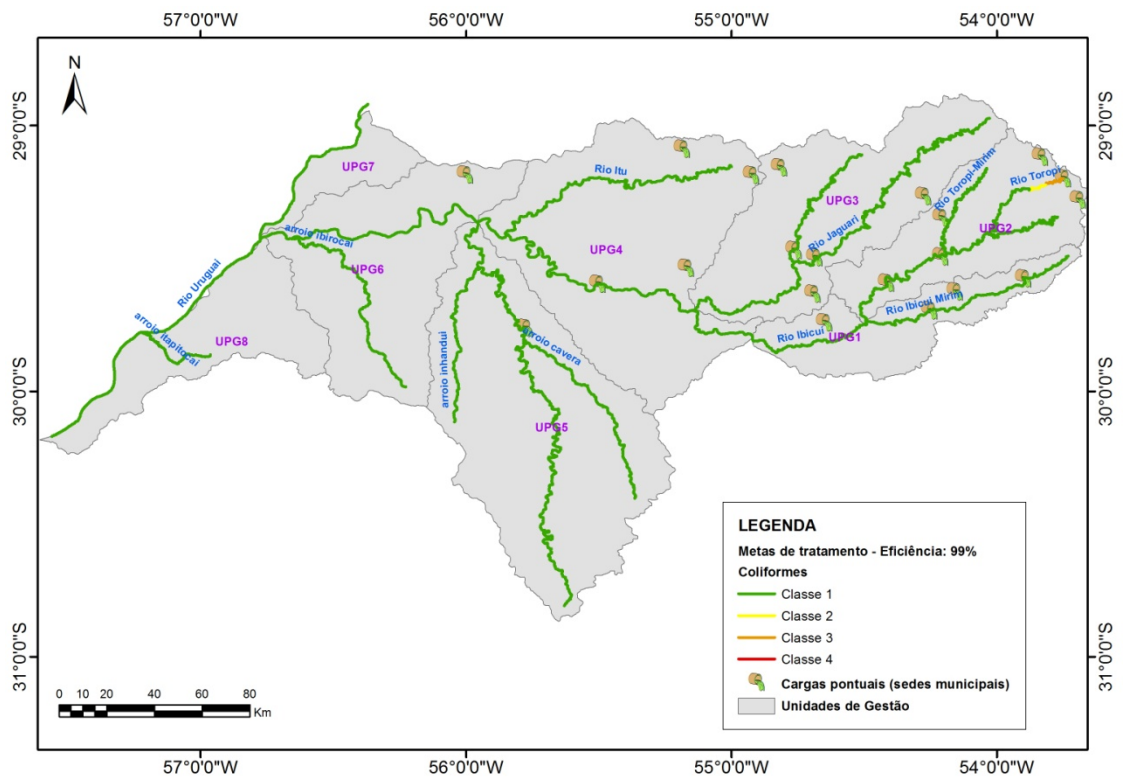 57°0'0"W 56°0'0"W 55°0'0"W 54°0'0"W
N
29°0'0"S
29°0'0"S
UPG7
Rio Itu
Rio Toropi-Mirim
Rio Toropi
UPG3
UPG2
Rio Jaguari
arroio ibirocai
UPG4
UPG6
Rio Uruguai
Rio Ibicui Mirim
arroio itapitocai
UPG8
Rio Ibicui
UPG1
arroio inhandui
arroio cavera
30°0'0"S
30°0'0"S
UPG5
LEGENDA
Metas de tratamento - Eficiência: 99%
Coliformes
Classe 1
Classe 2
Classe 3
Classe 4
Cargas pontuais (sedes municipais)
Unidades de Gestão
31°0'0"S
31°0'0"S
0 10 20 40 60 80
Km
57°0'0"W 56°0'0"W 55°0'0"W 54°0'0"W